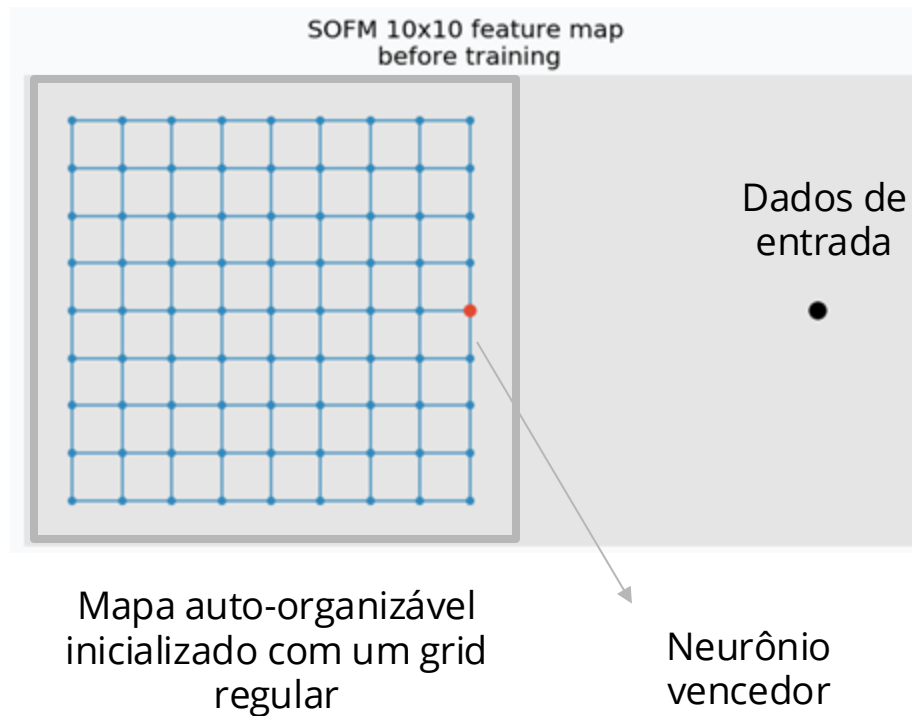 SOFM 10x10 feature map
before training
Dados de
entrada
Mapa auto-organizável
inicializado com um grid
regular
Neurônio
vencedor